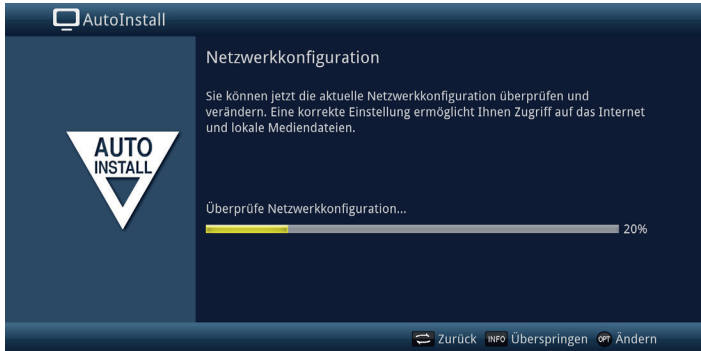 AutoInstall
Netzwerkkonfiguration
Sie können jetzt die aktuelle Netzwerkkonfiguration überprüfen und
verändern. Eine korrekte Einstellung ermöglicht Ihnen Zugriff auf das Internet
und lokale Mediendateien.
AUTO
INSTALL
Überprüfe Netzwerkkonfiguration...
20%
Zurück INFO Überspringen OPT Ändern